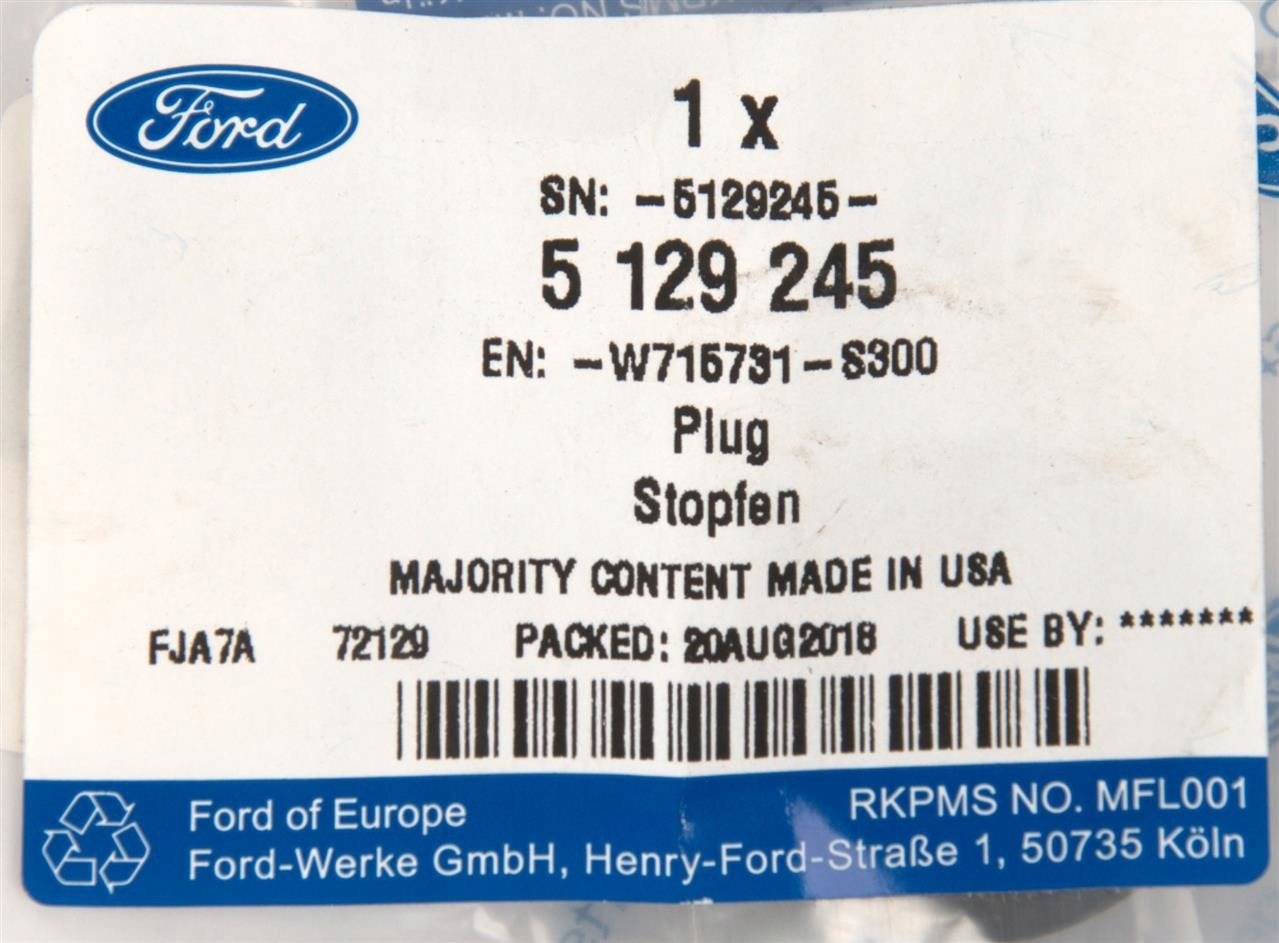 Ford
1 x
SN: -5129245-
5 129 245
EN: -W715731-S300
Plug
Stopfen
MAJORITY CONTENT MADE IN USA
FJA7A 72129 PACKED: 20AUG2018 USE BY: *******
Ford of Europe
RKPMS NO. MFL001
Ford-Werke GmbH, Henry-Ford-Straße 1, 50735 Köln